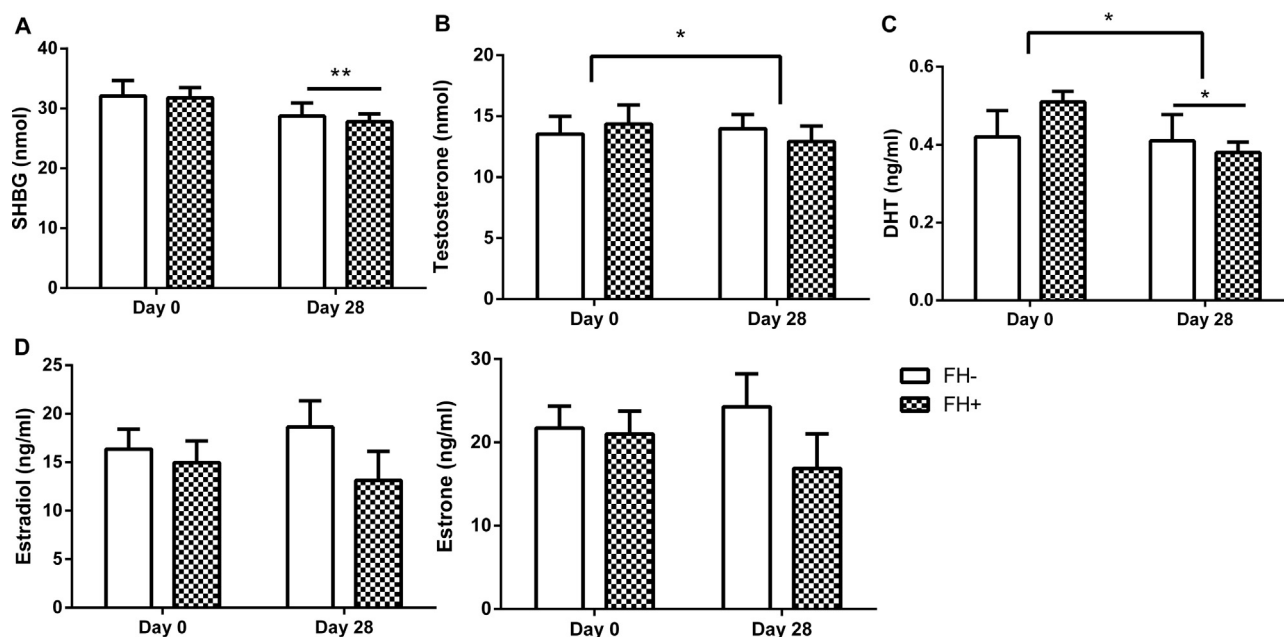 A
SHBG (nmol)
40
30
20
10
0
**
Day 0
Day 28
B
Testosterone (nmol)
20
15
10
5
0
*
Day 0
Day 28
C
DHT (ng/ml)
0.6
0.4
0.2
0.0
*
*
Day 0
Day 28
D
Estradiol (ng/ml)
25
20
15
10
5
0
Day 0
Day 28
Estrone (ng/ml)
30
20
10
0
Day 0
Day 28
FH-
FH+